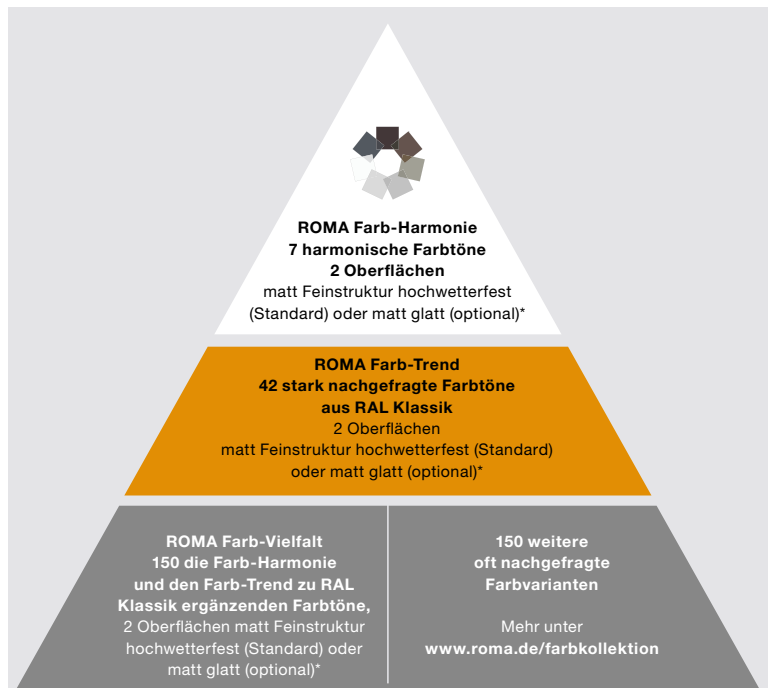 ROMA Farb-Harmonie
7 harmonische Farbtöne
2 Oberflächen
matt Feinstruktur hochwetterfest
(Standard) oder matt glatt (optional)*
ROMA Farb-Trend
42 stark nachgefragte Farbtöne
aus RAL Klassik
2 Oberflächen
matt Feinstruktur hochwetterfest (Standard)
oder matt glatt (optional)*
ROMA Farb-Vielfalt
150 die Farb-Harmonie
und den Farb-Trend zu RAL
Klassik ergänzenden Farbtöne,
2 Oberflächen matt Feinstruktur
hochwetterfest (Standard) oder
matt glatt (optional)*
150 weitere
oft nachgefragte
Farbvarianten
Mehr unter
www.roma.de/farbkollektion